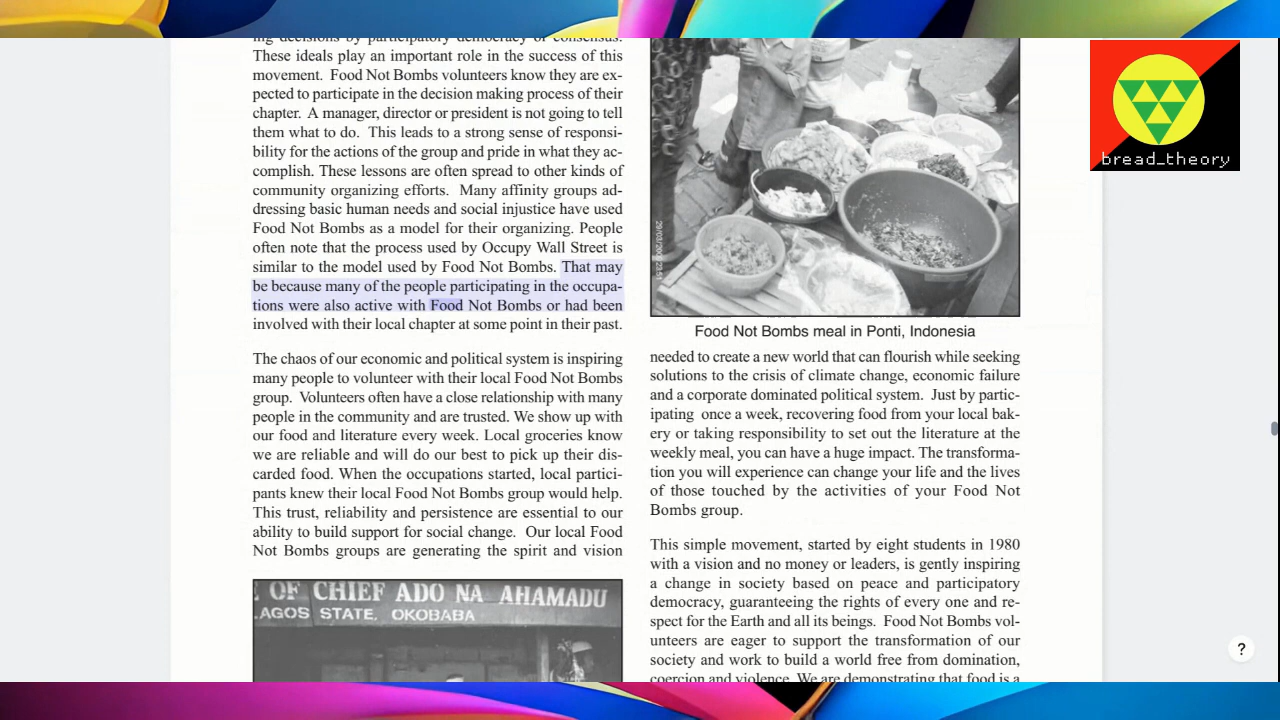 ing decisions by participatory democracy or consensus.
These ideals play an important role in the success of this
movement.  Food Not Bombs volunteers know they are ex-
pected to participate in the decision making process of their
chapter.  A manager, director or president is not going to tell
them what to do.  This leads to a strong sense of responsi-
bility for the actions of the group and pride in what they ac-
complish. These lessons are often spread to other kinds of
community organizing efforts.  Many affinity groups ad-
dressing basic human needs and social injustice have used
Food Not Bombs as a model for their organizing. People
often note that the process used by Occupy Wall Street is
similar to the model used by Food Not Bombs. That may
be because many of the people participating in the occupa-
tions were also active with Food Not Bombs or had been
involved with their local chapter at some point in their past.
The chaos of our economic and political system is inspiring
many people to volunteer with their local Food Not Bombs
group.  Volunteers often have a close relationship with many
people in the community and are trusted. We show up with
our food and literature every week. Local groceries know
we are reliable and will do our best to pick up their dis-
carded food. When the occupations started, local partici-
pants knew their local Food Not Bombs group would help.
This trust, reliability and persistence are essential to our
ability to build support for social change.  Our local Food
Not Bombs groups are generating the spirit and vision
OF CHIEF ADO NA AHAMADU
AGOS STATE, OKOBABA
Food Not Bombs meal in Ponti, Indonesia
needed to create a new world that can flourish while seeking
solutions to the crisis of climate change, economic failure
and a corporate dominated political system.  Just by partic-
ipating  once a week, recovering food from your local bak-
ery or taking responsibility to set out the literature at the
weekly meal, you can have a huge impact. The transforma-
tion you will experience can change your life and the lives
of those touched by the activities of your Food Not
Bombs group.
This simple movement, started by eight students in 1980
with a vision and no money or leaders, is gently inspiring
a change in society based on peace and participatory
democracy, guaranteeing the rights of every one and re-
spect for the Earth and all its beings.  Food Not Bombs vol-
unteers are eager to support the transformation of our
society and work to build a world free from domination,
coercion and violence. We are demonstrating that food is a
bread_theory
?